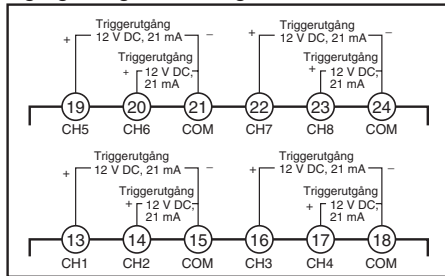 Triggerutgång Triggerutgång
+ 12 V DC, 21 mA – + 12 V DC, 21 mA –
Triggerutgång Triggerutgång
+ 12 V DC, + 12 V DC,
21 mA 21 mA
19 20 21 22 23 24
CH5 CH6 COM CH7 CH8 COM
Triggerutgång Triggerutgång
+ 12 V DC, 21 mA – + 12 V DC, 21 mA –
Triggerutgång Triggerutgång
+ 12 V DC, + 12 V DC,
21 mA 21 mA
13 14 15 16 17 18
CH1 CH2 COM CH3 CH4 COM